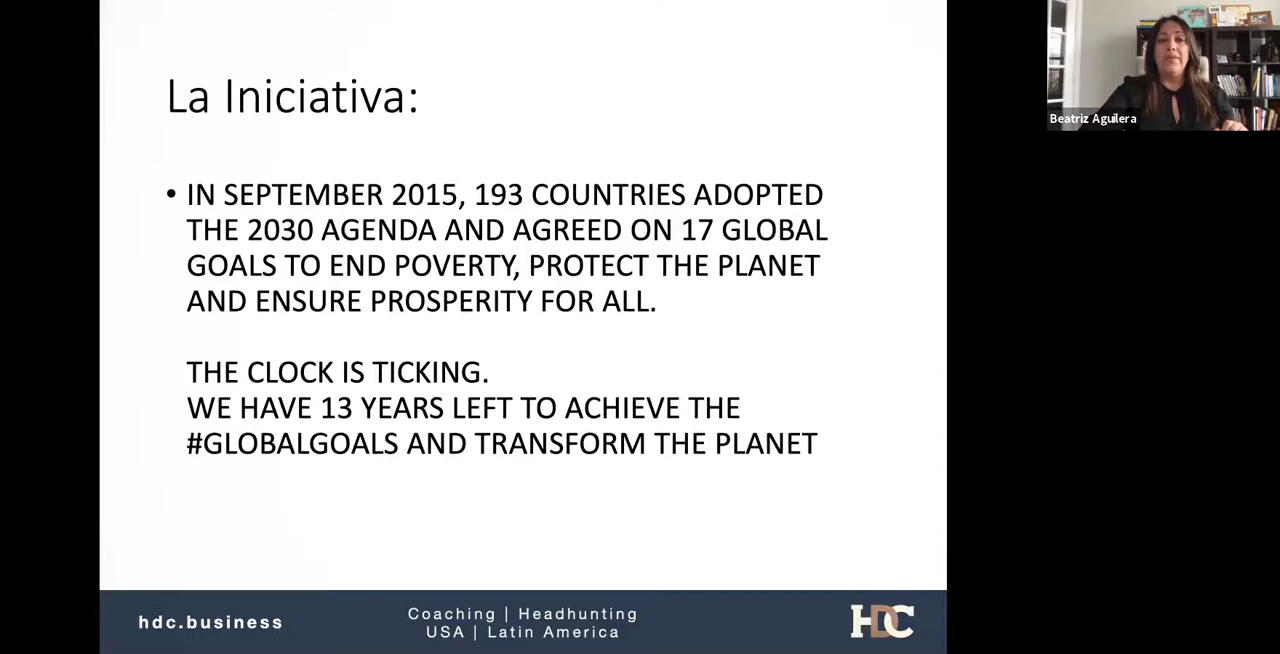 La Iniciativa:
• IN SEPTEMBER 2015, 193 COUNTRIES ADOPTED
THE 2030 AGENDA AND AGREED ON 17 GLOBAL
GOALS TO END POVERTY, PROTECT THE PLANET
AND ENSURE PROSPERITY FOR ALL.
THE CLOCK IS TICKING.
WE HAVE 13 YEARS LEFT TO ACHIEVE THE
#GLOBALGOALS AND TRANSFORM THE PLANET
hdc.business
Coaching | Headhunting
USA | Latin America
HDC
Beatriz Aguilera